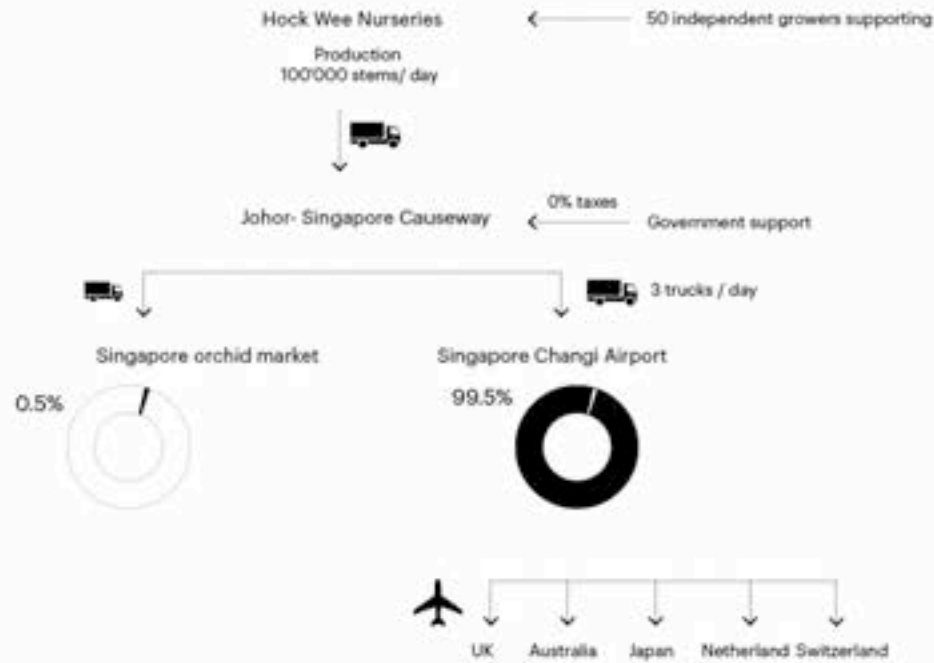 Hock Wee Nurseries
50 independent growers supporting
Production
100'000 stems/ day
0% taxes
Johor- Singapore Causeway
Government support
3 trucks / day
Singapore orchid market
Singapore Changi Airport
0.5%
99.5%
UK
Australia
Japan
Netherland
Switzerland